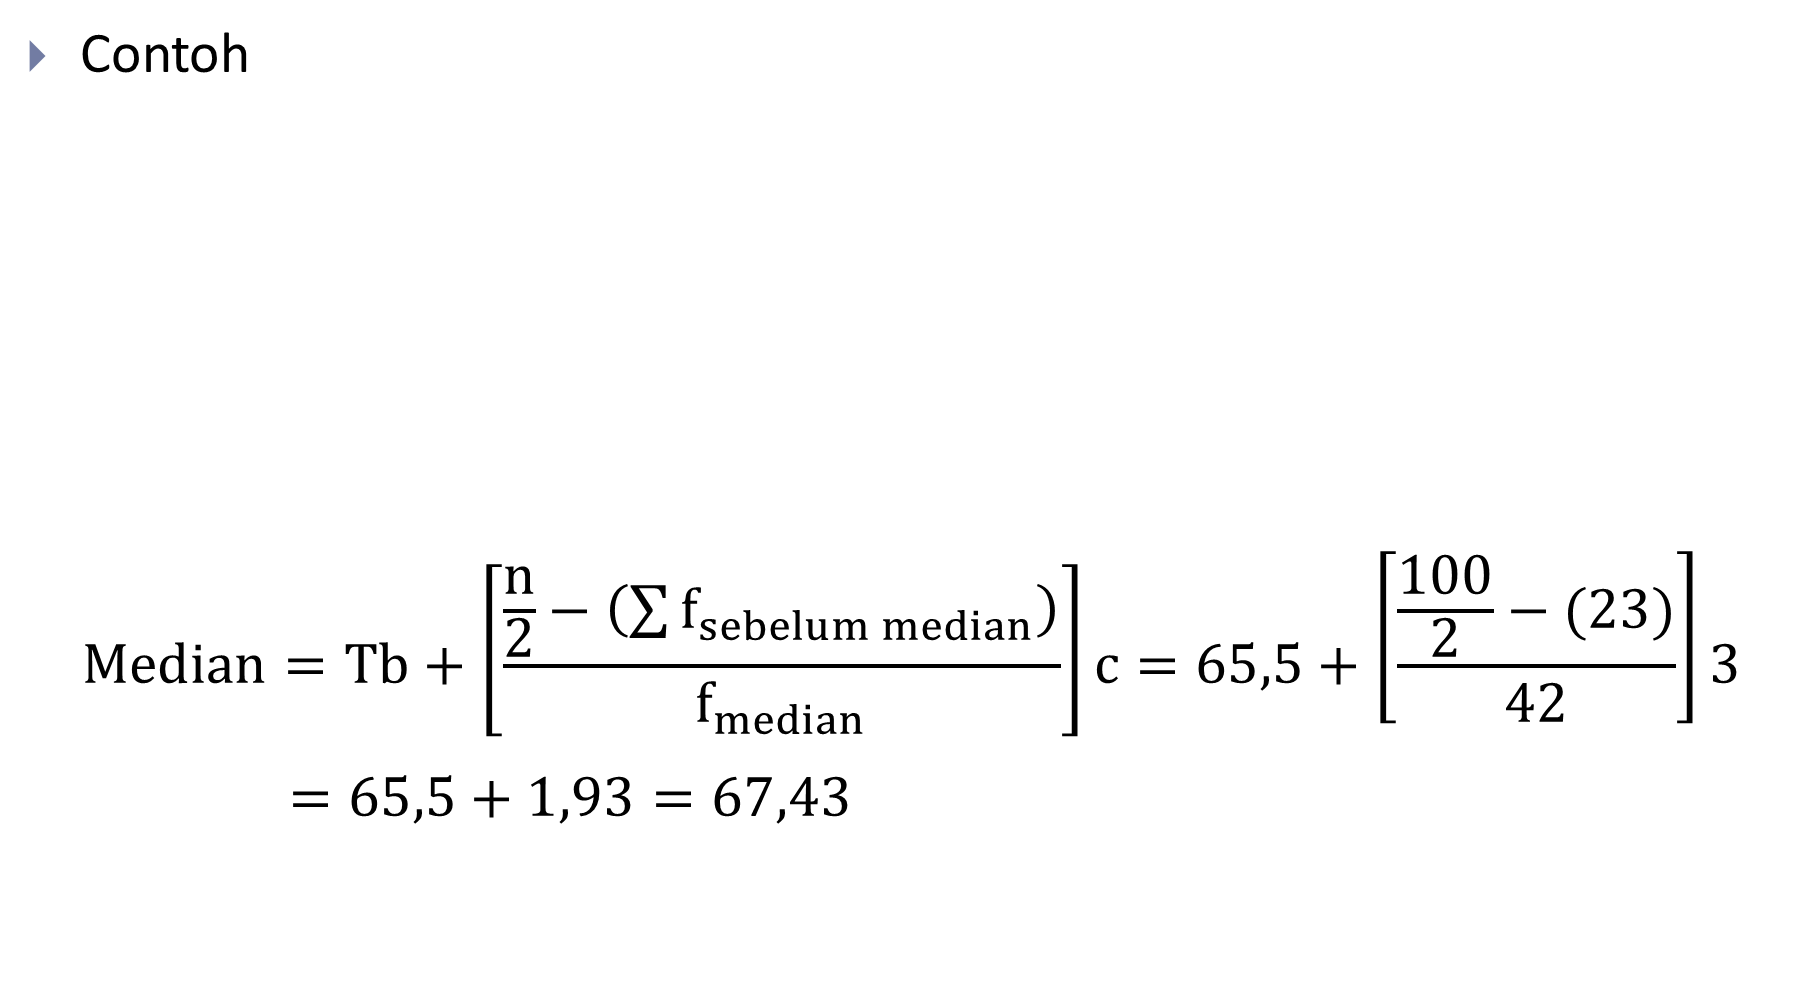 Contoh
Median = Tb + [(n/2 − (∑ f_sebelum median)) / f_median] c = 65,5 + [(100/2 − (23)) / 42] 3
= 65,5 + 1,93 = 67,43